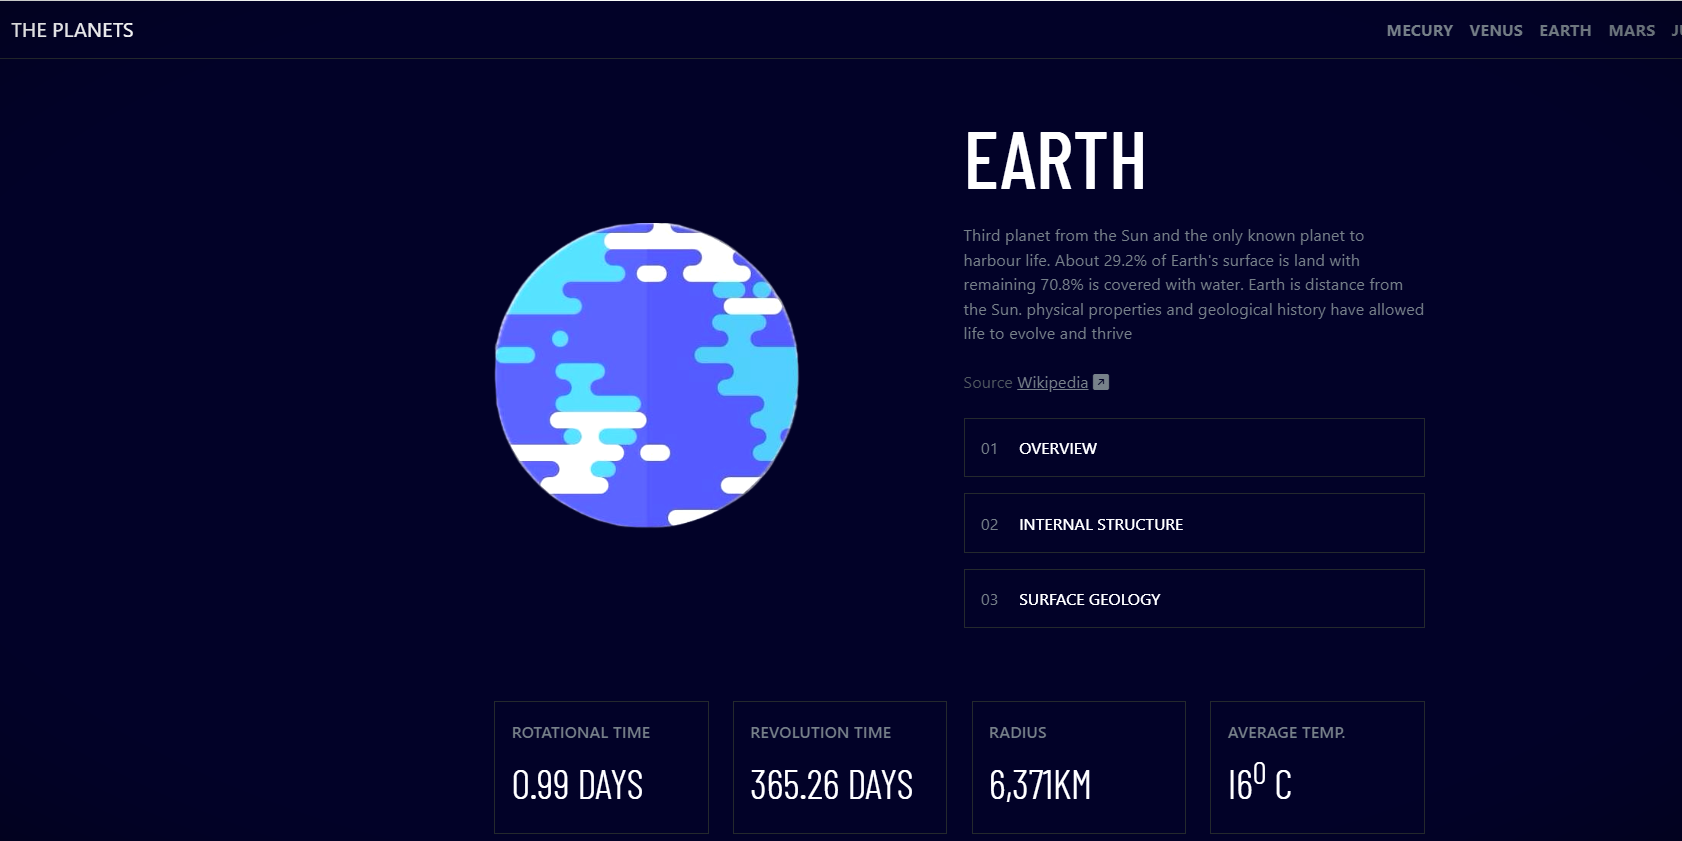 THE PLANETS
MECURY VENUS EARTH MARS
EARTH
Third planet from the Sun and the only known planet to
harbour life. About 29.2% of Earth's surface is land with
remaining 70.8% is covered with water. Earth is distance from
the Sun. physical properties and geological history have allowed
life to evolve and thrive
Source Wikipedia
01 OVERVIEW
02 INTERNAL STRUCTURE
03 SURFACE GEOLOGY
ROTATIONAL TIME REVOLUTION TIME RADIUS AVERAGE TEMP.
0.99 DAYS 365.26 DAYS 6,371KM 16⁰ C